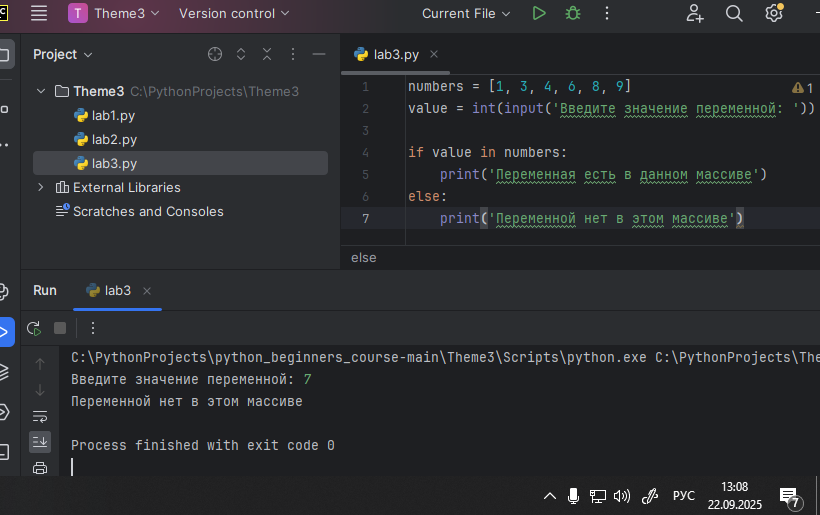 C
T Theme3 Version control Current File
Project
lab3.py
Theme3 C:\PythonProjects\Theme3
lab1.py
lab2.py
lab3.py
External Libraries
Scratches and Consoles
1 numbers = [1, 3, 4, 6, 8, 9] 1
2 value = int(input('Введите значение переменной: '))
3
4 if value in numbers:
5 print('Переменная есть в данном массиве')
6 else:
7 print('Переменной нет в этом массиве')
else
Run lab3
C:\PythonProjects\python_beginners_course-main\Theme3\Scripts\python.exe C:\PythonProjects\The
Введите значение переменной: 7
Переменной нет в этом массиве
Process finished with exit code 0
РУС
13:08
22.09.2025
7